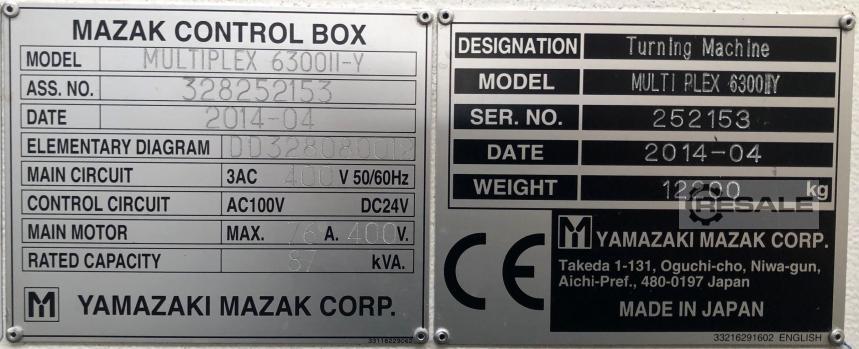 MAZAK CONTROL BOX
MODEL MULTIPLEX 6300II-Y
ASS. NO. 328252153
DATE 2014-04
ELEMENTARY DIAGRAM
MAIN CIRCUIT 3AC 400 V 50/60Hz
CONTROL CIRCUIT AC100V DC24V
MAIN MOTOR MAX. 76 A. 400 V.
RATED CAPACITY 87 kVA.
YAMAZAKI MAZAK CORP.
33116229062
DESIGNATION Turning Machine
MODEL MULTI PLEX 6300IIY
SER. NO. 252153
DATE 2014-04
WEIGHT 12200 kg
RESALE
CE
YAMAZAKI MAZAK CORP.
Takeda 1-131, Oguchi-cho, Niwa-gun,
Aichi-Pref., 480-0197 Japan
MADE IN JAPAN
33216291602 ENGLISH